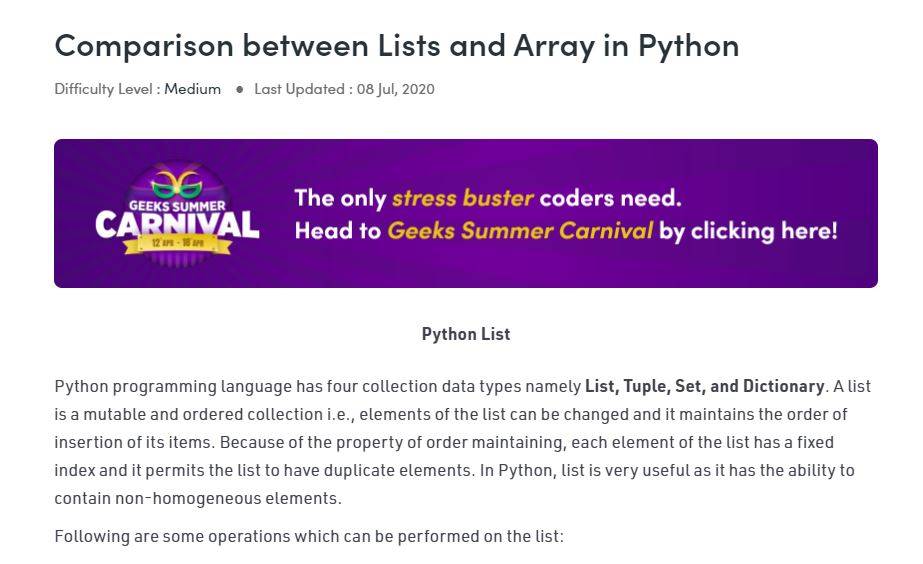 Comparison between Lists and Array in Python
Difficulty Level : Medium ● Last Updated : 08 Jul, 2020
GEEKS SUMMER
CARNIVAL
12 APR - 18 APR
The only stress buster coders need.
Head to Geeks Summer Carnival by clicking here!
Python List
Python programming language has four collection data types namely List, Tuple, Set, and Dictionary. A list
is a mutable and ordered collection i.e., elements of the list can be changed and it maintains the order of
insertion of its items. Because of the property of order maintaining, each element of the list has a fixed
index and it permits the list to have duplicate elements. In Python, list is very useful as it has the ability to
contain non-homogeneous elements.
Following are some operations which can be performed on the list: